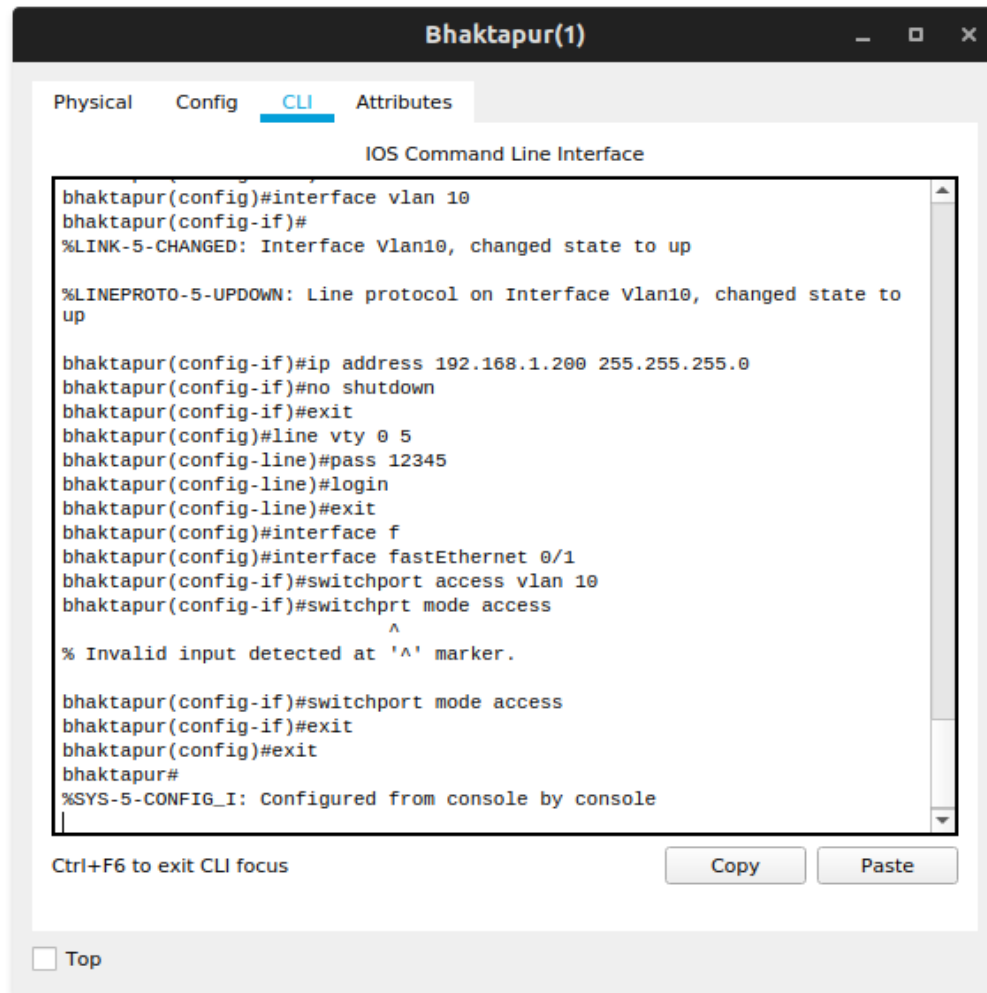 Bhaktapur(1)
Physical Config CLI Attributes
IOS Command Line Interface
bhaktapur(config)#interface vlan 10
bhaktapur(config-if)#
%LINK-5-CHANGED: Interface Vlan10, changed state to up
%LINEPROTO-5-UPDOWN: Line protocol on Interface Vlan10, changed state to
up
bhaktapur(config-if)#ip address 192.168.1.200 255.255.255.0
bhaktapur(config-if)#no shutdown
bhaktapur(config-if)#exit
bhaktapur(config)#line vty 0 5
bhaktapur(config-line)#pass 12345
bhaktapur(config-line)#login
bhaktapur(config-line)#exit
bhaktapur(config)#interface f
bhaktapur(config)#interface fastEthernet 0/1
bhaktapur(config-if)#switchport access vlan 10
bhaktapur(config-if)#switchprt mode access
^
% Invalid input detected at '^' marker.
bhaktapur(config-if)#switchport mode access
bhaktapur(config-if)#exit
bhaktapur(config)#exit
bhaktapur#
%SYS-5-CONFIG_I: Configured from console by console
Ctrl+F6 to exit CLI focus
Copy Paste
Top